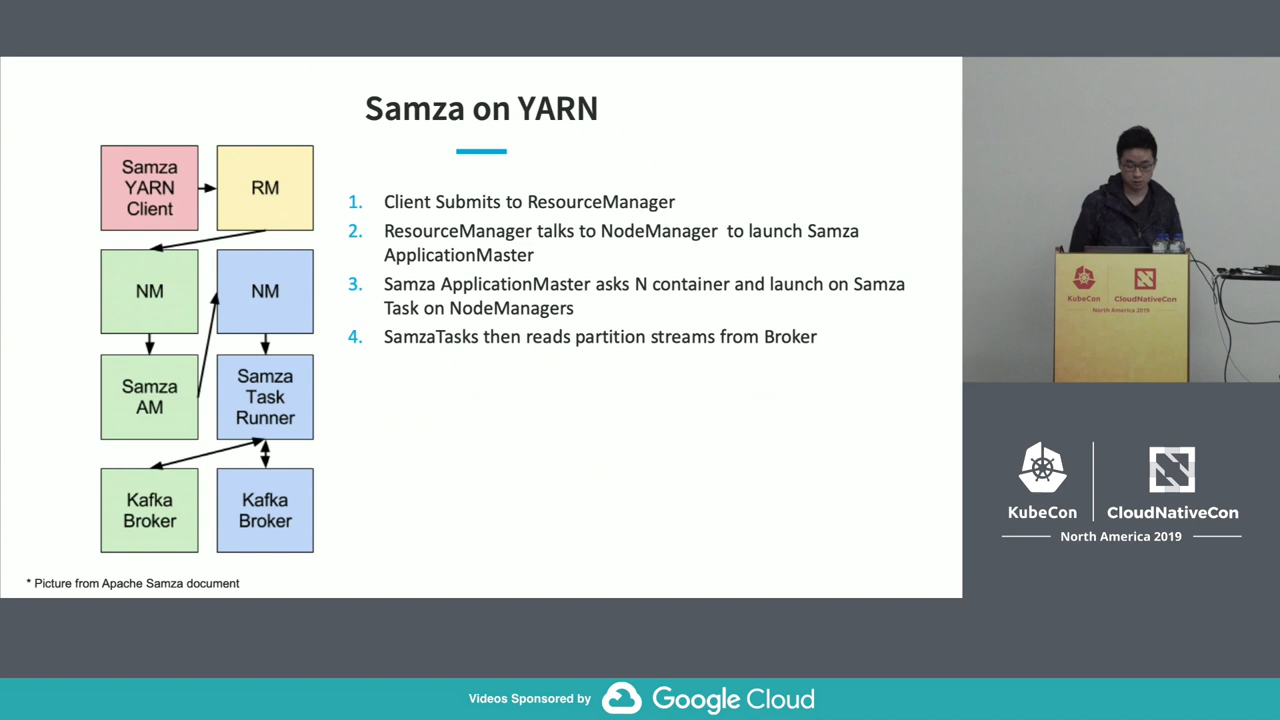 Samza on YARN
Samza
YARN
Client
RM
NM
NM
Samza
AM
Samza
Task
Runner
Kafka
Broker
Kafka
Broker
1. Client Submits to ResourceManager
2. ResourceManager talks to NodeManager to launch Samza
ApplicationMaster
3. Samza ApplicationMaster asks N container and launch on Samza
Task on NodeManagers
4. SamzaTasks then reads partition streams from Broker
* Picture from Apache Samza document
KubeCon
CloudNativeCon
North America 2019
KubeCon
CloudNativeCon
North America 2019
Videos Sponsored by
Google Cloud